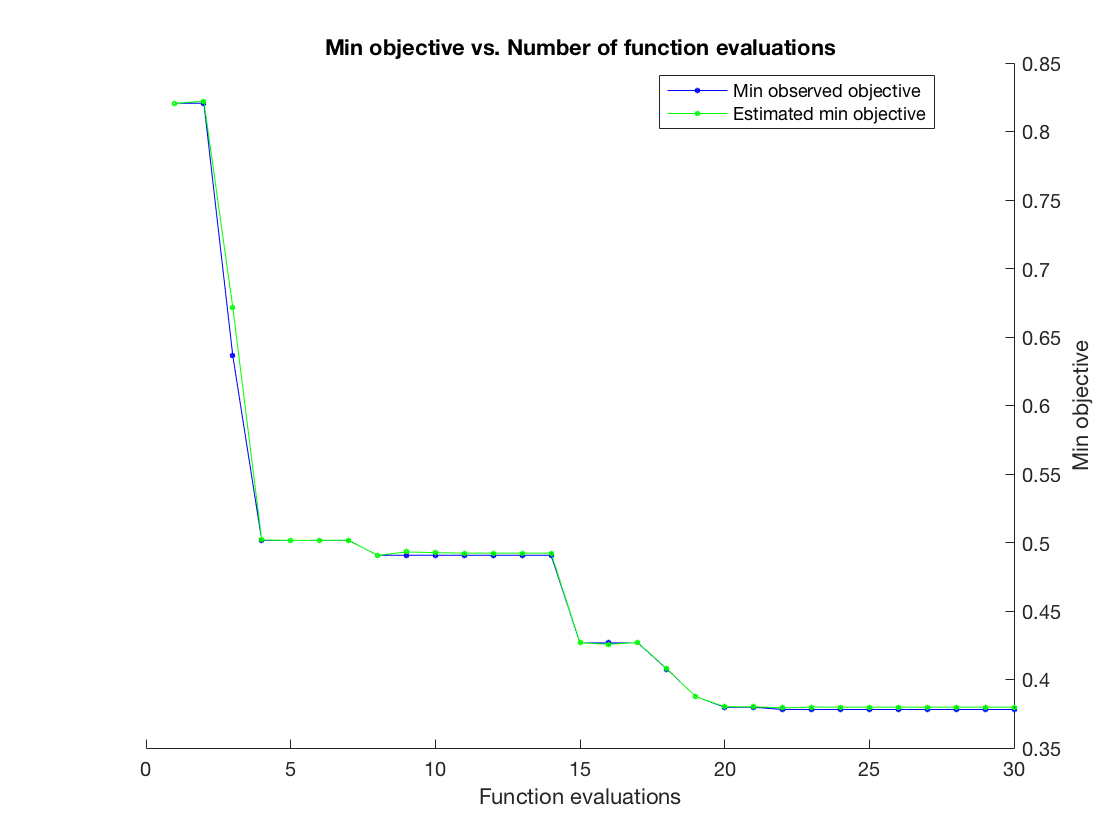 Min objective vs. Number of function evaluations
Min observed objective
Estimated min objective
0.85
0.8
0.75
0.7
0.65
0.6
0.55
0.5
0.45
0.4
0.35
Min objective
0 5 10 15 20 25 30
Function evaluations